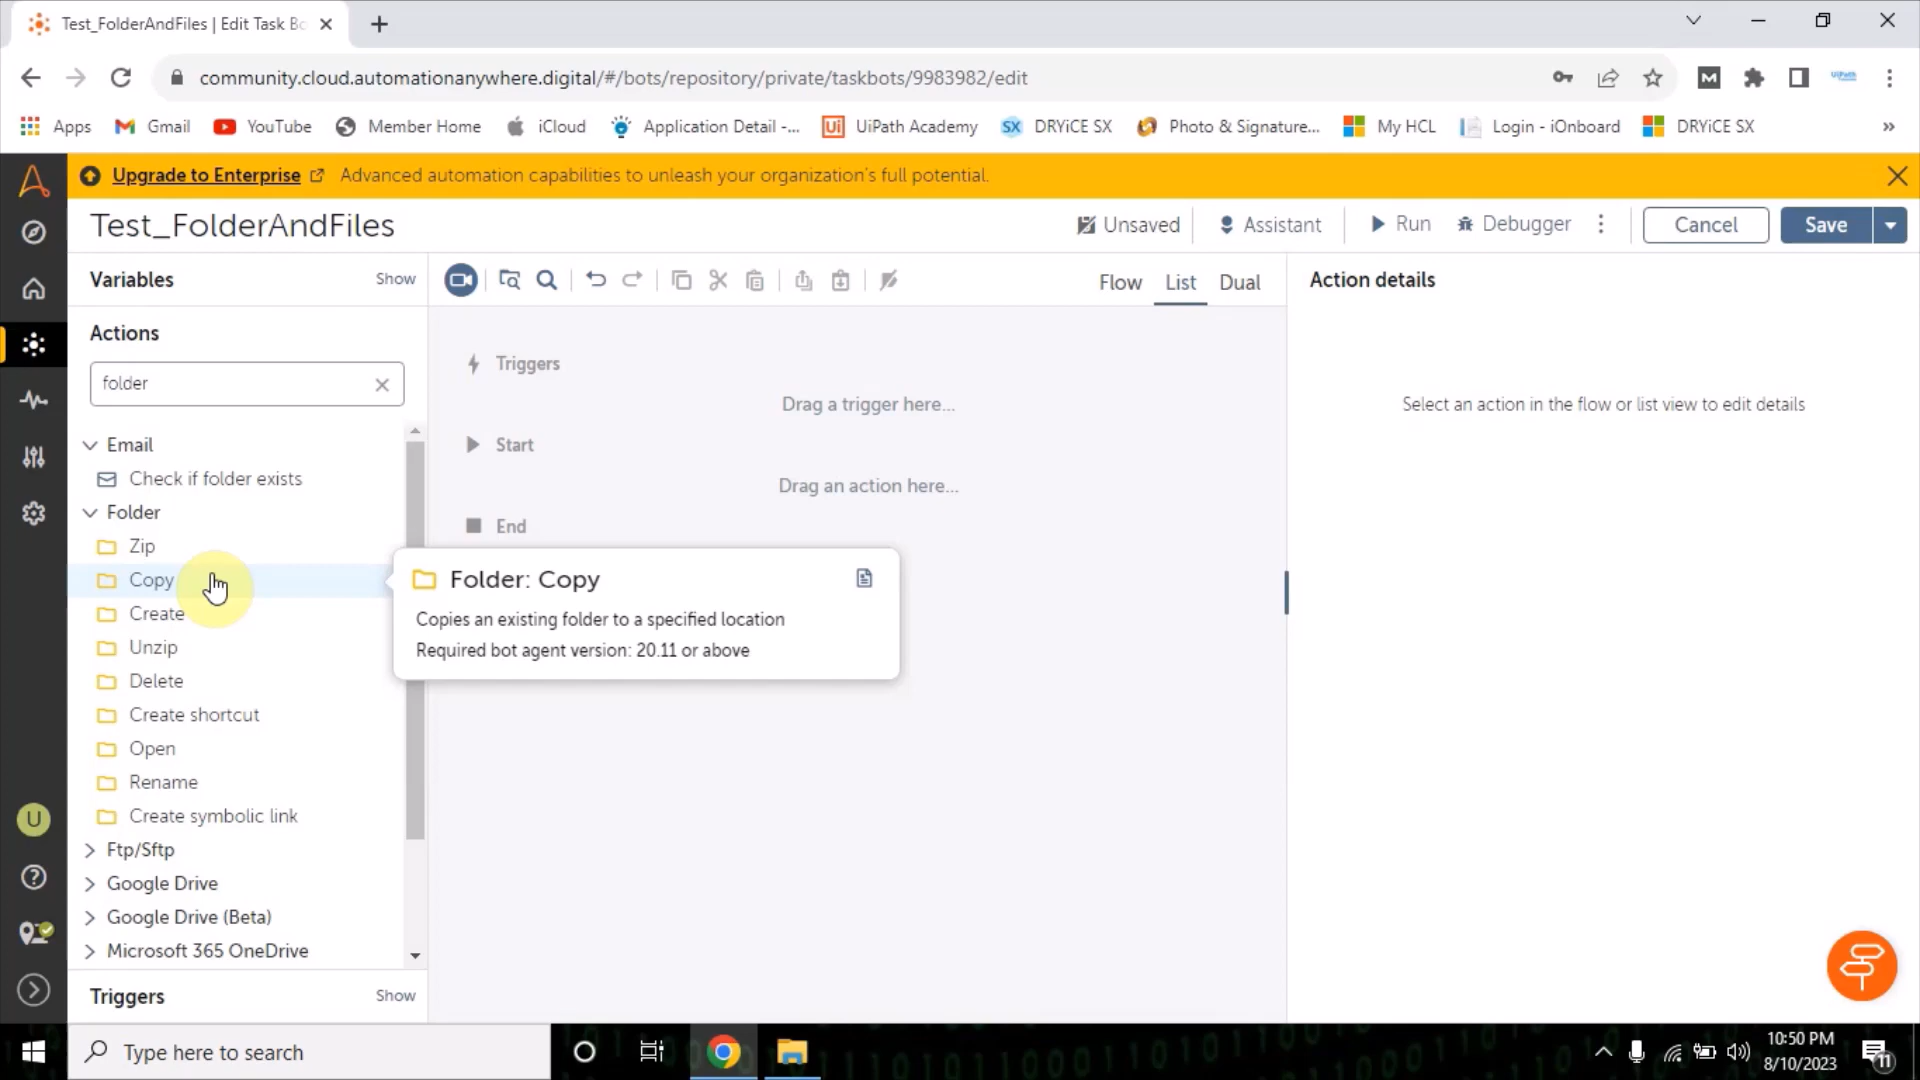 Test_FolderAndFiles | Edit Task Bo
community.cloud.automationanywhere.digital/#/bots/repository/private/taskbots/9983982/edit
Apps Gmail YouTube Member Home iCloud Application Detail -... UiPath Academy DRYiCE SX Photo & Signature... My HCL Login - iOnboard DRYiCE SX »
Upgrade to Enterprise Advanced automation capabilities to unleash your organization's full potential.
Test_FolderAndFiles Unsaved Assistant Run Debugger Cancel Save
Variables Show Flow List Dual Action details
Actions
folder
Triggers
Drag a trigger here...
Select an action in the flow or list view to edit details
Email
Start
Check if folder exists
Drag an action here...
Folder
End
Zip
Copy
Folder: Copy
Create
Copies an existing folder to a specified location
Unzip
Required bot agent version: 20.11 or above
Delete
Create shortcut
Open
Rename
Create symbolic link
U
Ftp/Sftp
Google Drive
Google Drive (Beta)
Microsoft 365 OneDrive
Triggers Show
Type here to search
10:50 PM
8/10/2023
11